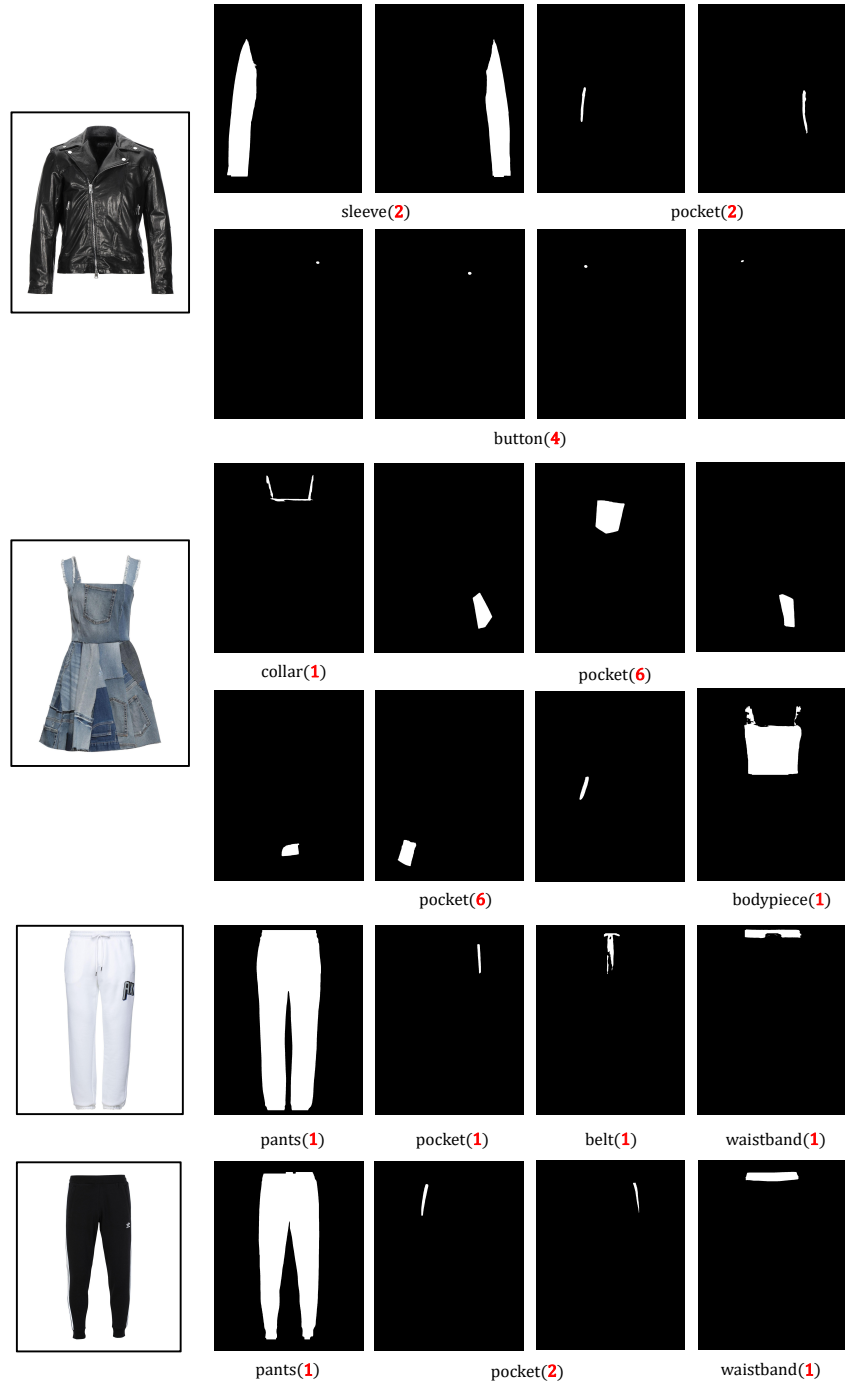 sleeve(2)
pocket(2)
button(4)
collar(1)
pocket(6)
pocket(6)
bodypiece(1)
pants(1)
pocket(1)
belt(1)
waistband(1)
pants(1)
pocket(2)
waistband(1)